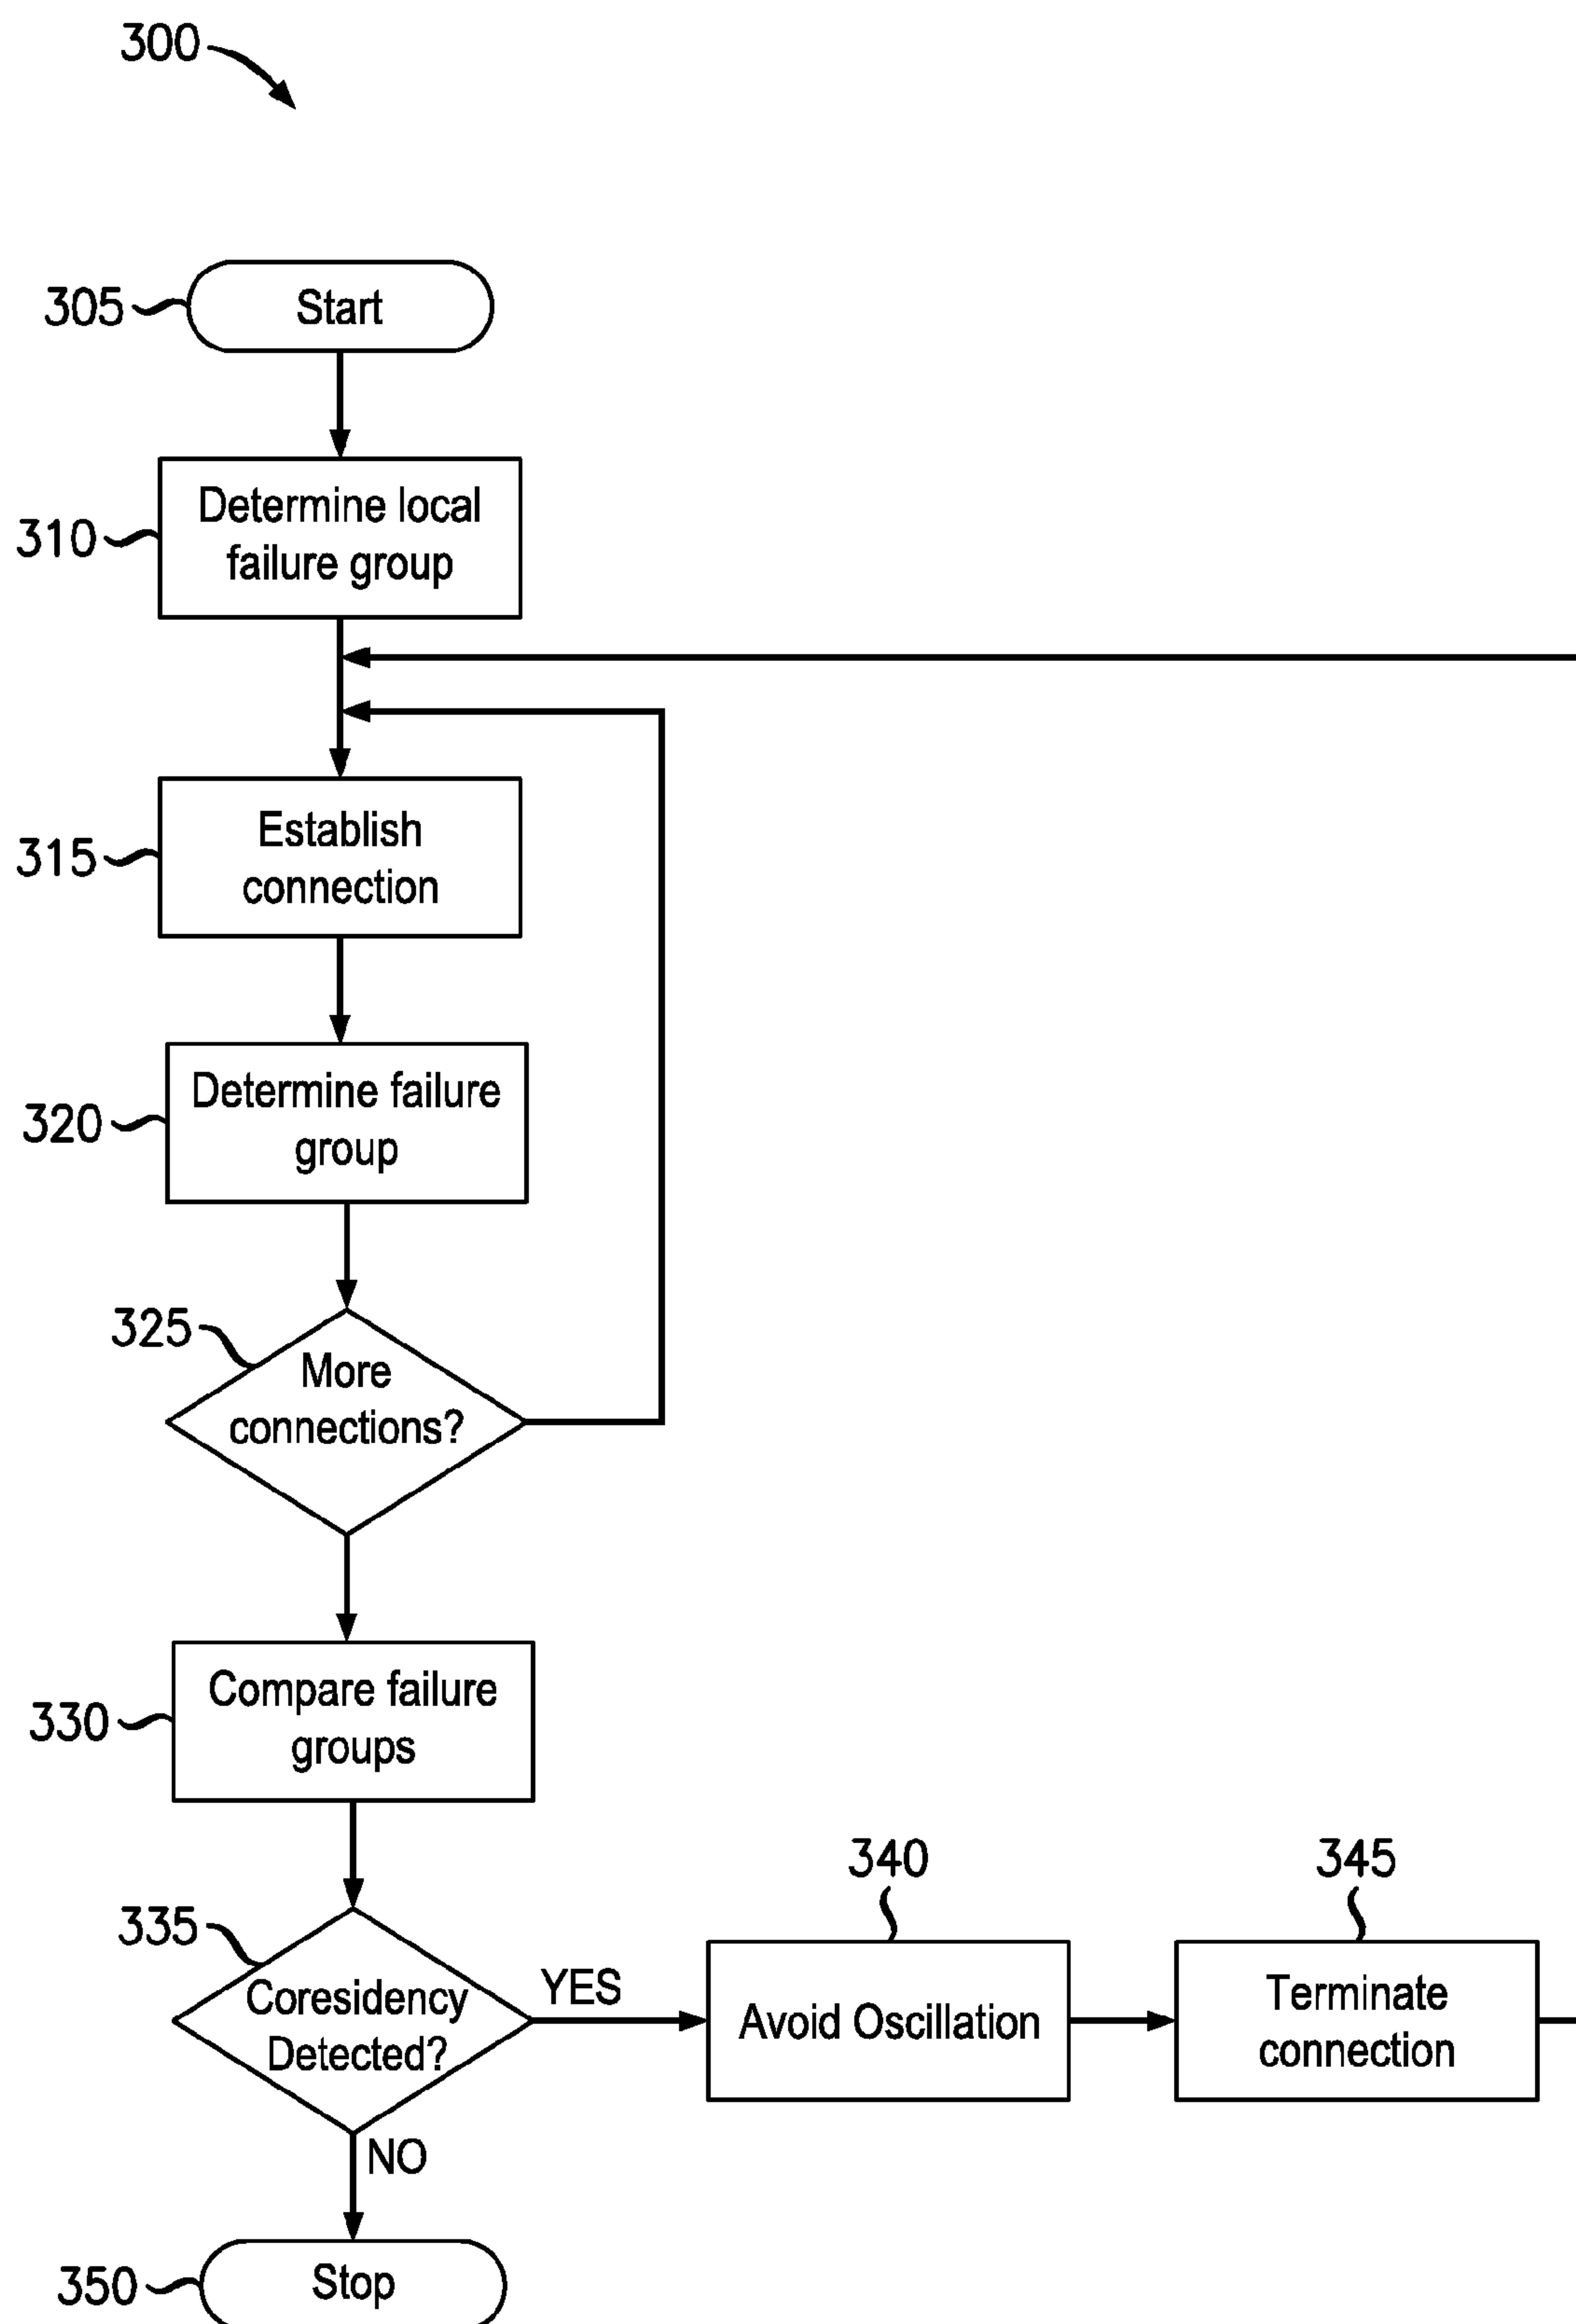 300
305
Start
310
Determine local
failure group
315
Establish
connection
320
Determine failure
group
325
More
connections?
330
Compare failure
groups
335
Coresidency
Detected?
YES
340
Avoid Oscillation
345
Terminate
connection
NO
350
Stop